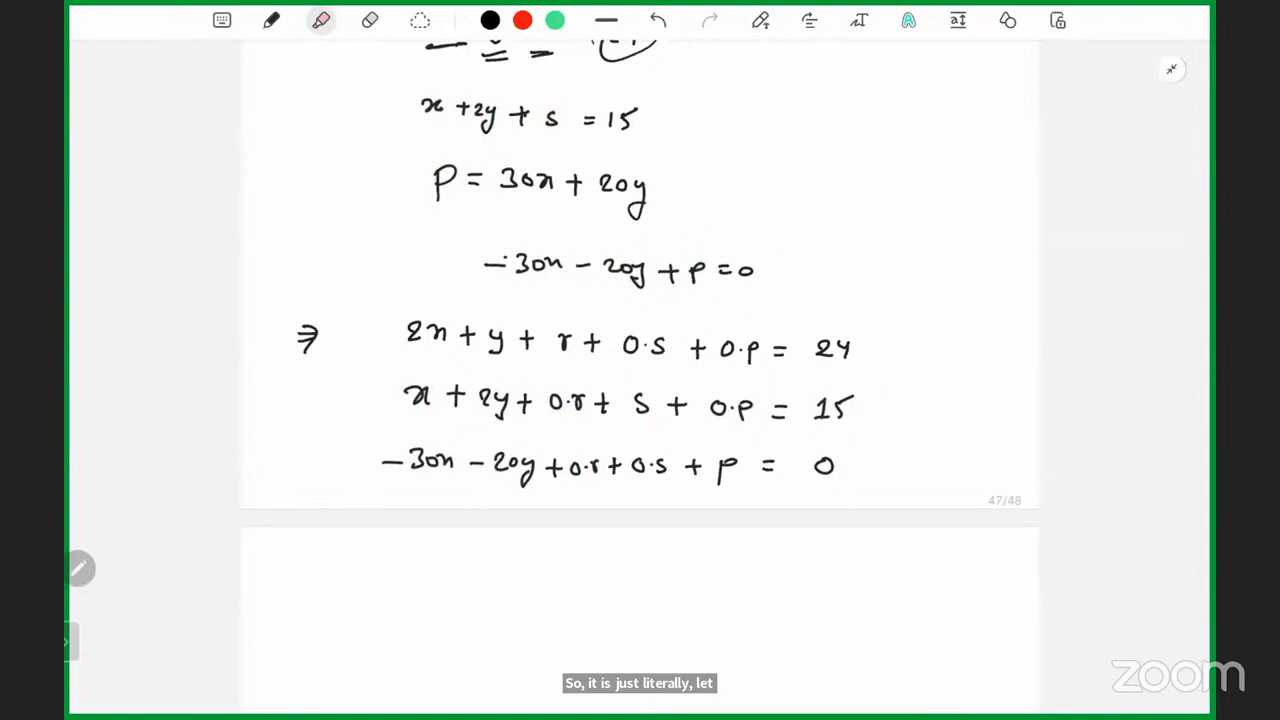 x + 2y + s = 15
P = 30x + 20y
-30x - 20y + P = 0
⇒ 2x + y + r + 0·s + 0·P = 24
x + 2y + 0·r + s + 0·P = 15
-30x - 20y + 0·r + 0·s + P = 0
47/48
So, it is just literally, let
zoom